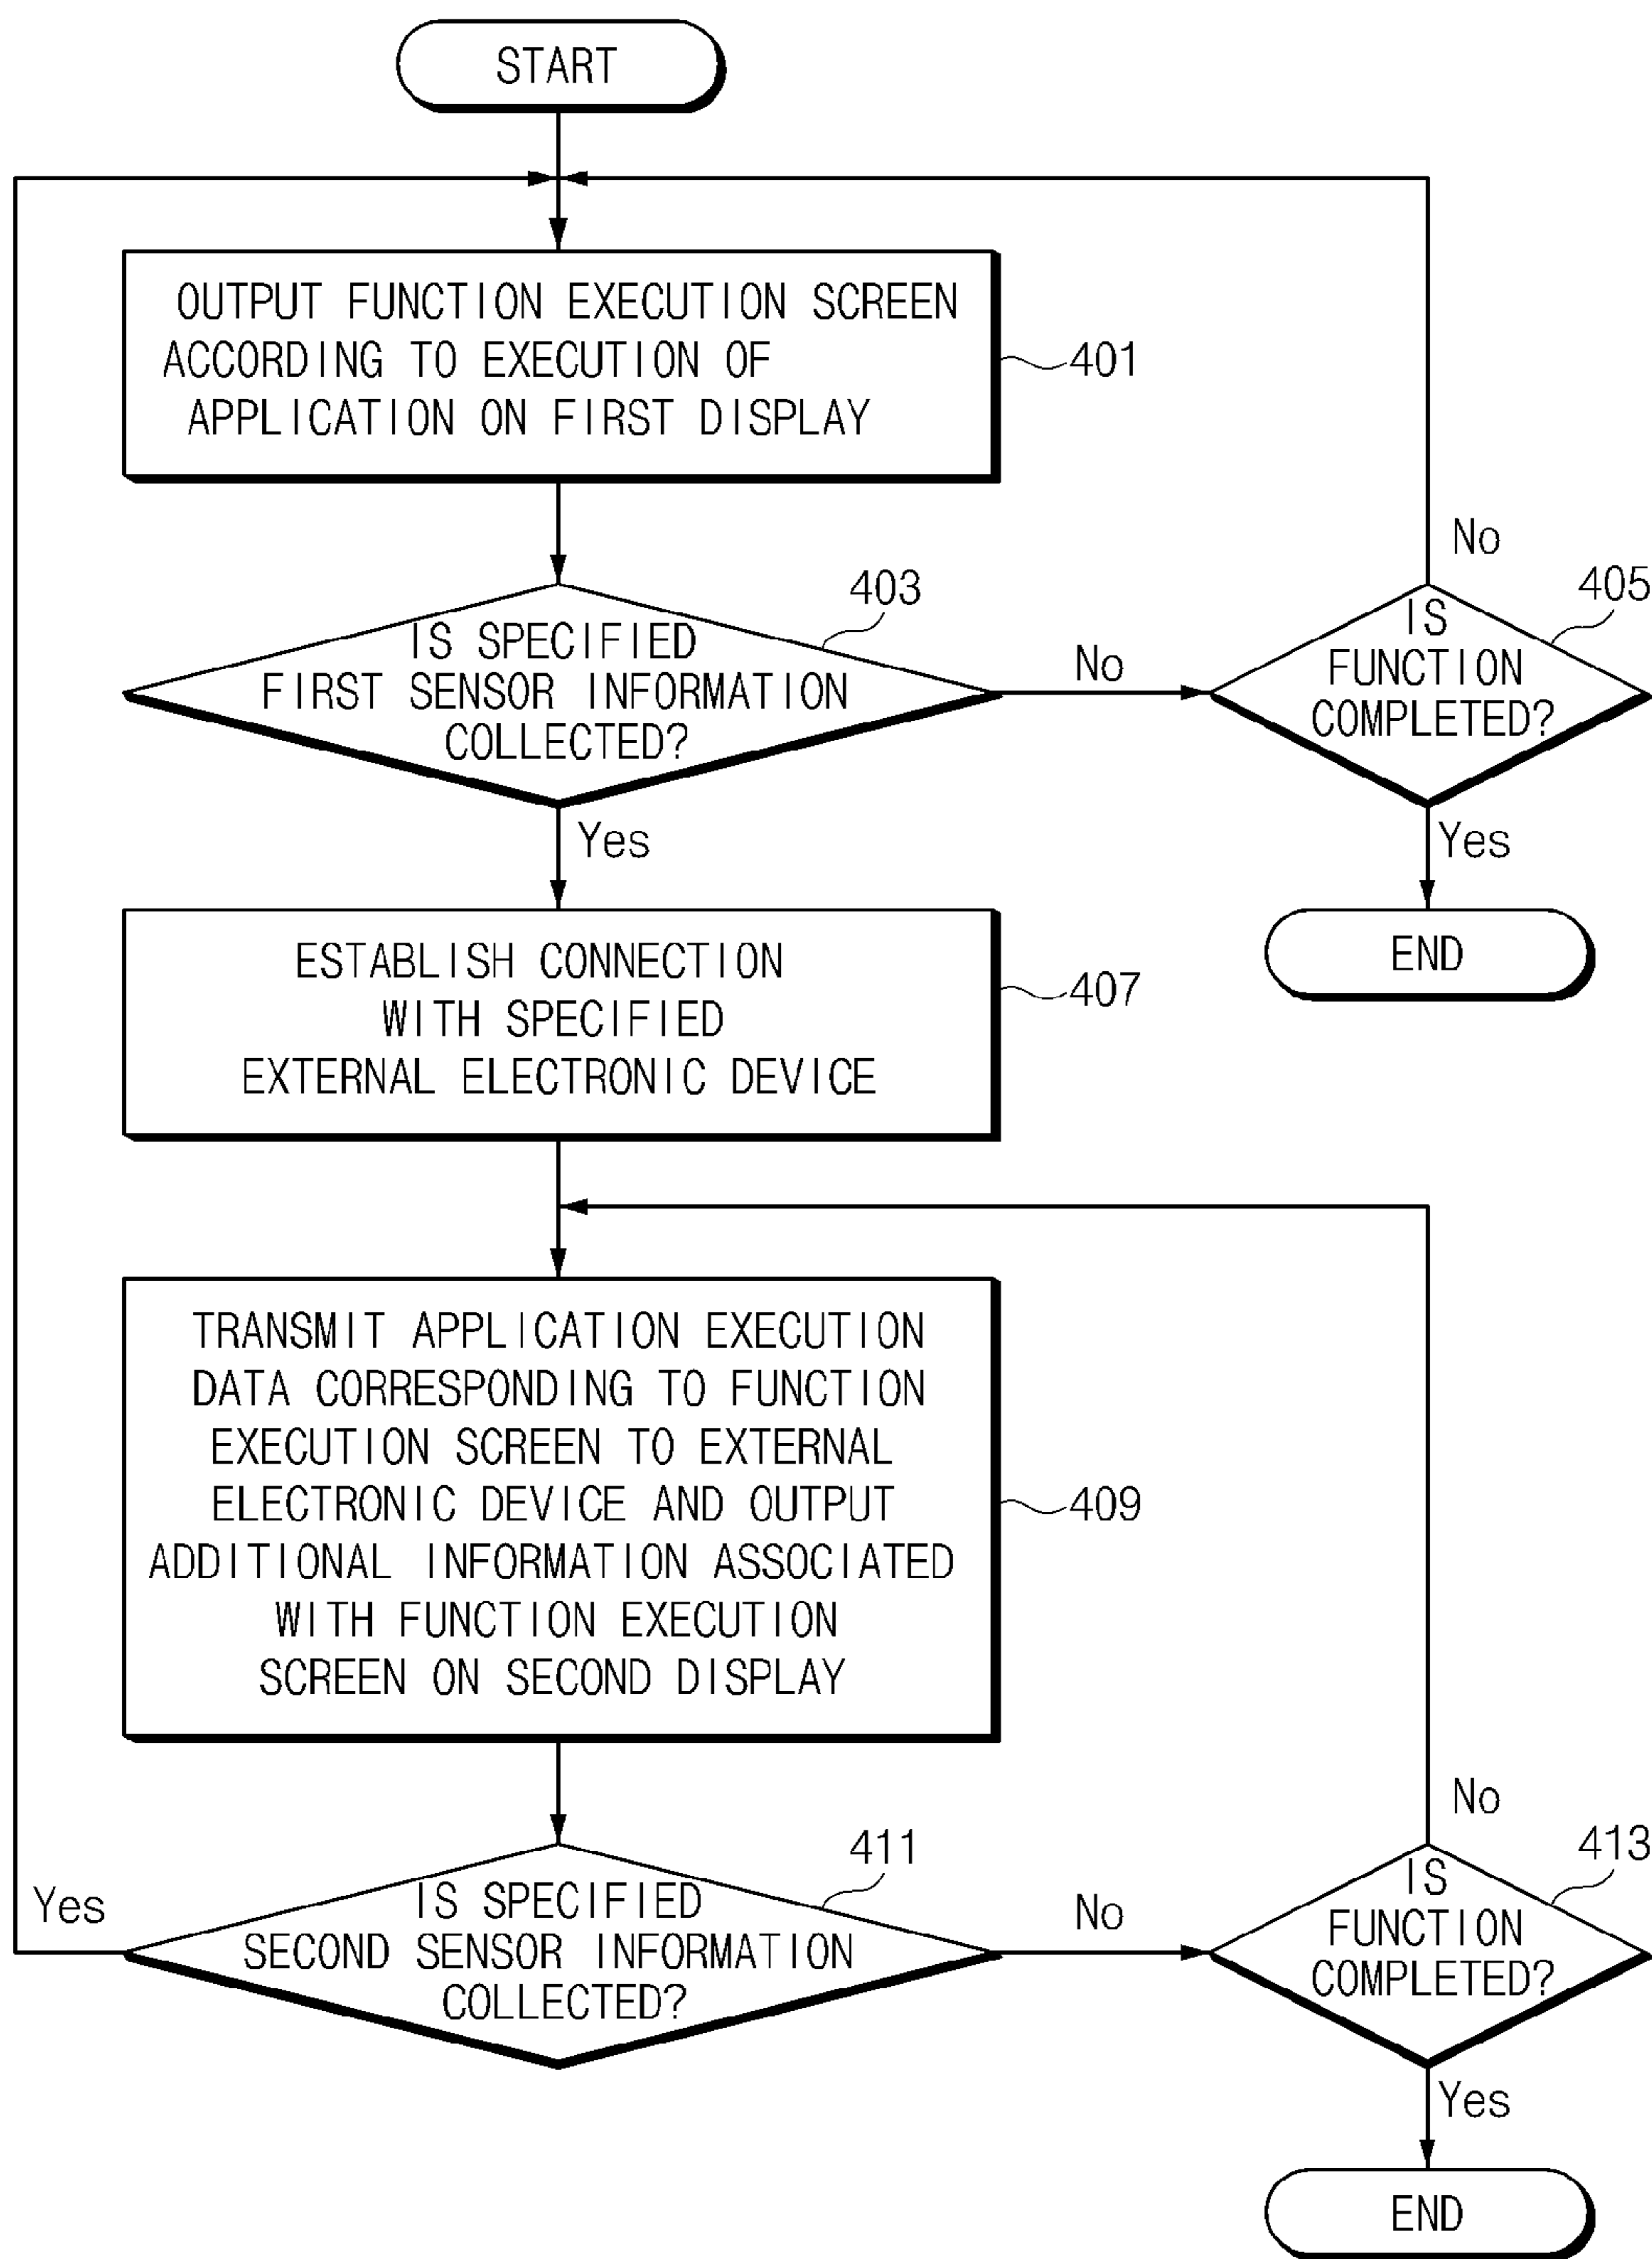 START
OUTPUT FUNCTION EXECUTION SCREEN
ACCORDING TO EXECUTION OF
APPLICATION ON FIRST DISPLAY
401
403
IS SPECIFIED
FIRST SENSOR INFORMATION
COLLECTED?
No
Yes
405
IS
FUNCTION
COMPLETED?
No
Yes
END
ESTABLISH CONNECTION
WITH SPECIFIED
EXTERNAL ELECTRONIC DEVICE
407
TRANSMIT APPLICATION EXECUTION
DATA CORRESPONDING TO FUNCTION
EXECUTION SCREEN TO EXTERNAL
ELECTRONIC DEVICE AND OUTPUT
ADDITIONAL INFORMATION ASSOCIATED
WITH FUNCTION EXECUTION
SCREEN ON SECOND DISPLAY
409
411
IS SPECIFIED
SECOND SENSOR INFORMATION
COLLECTED?
Yes
No
413
IS
FUNCTION
COMPLETED?
No
Yes
END